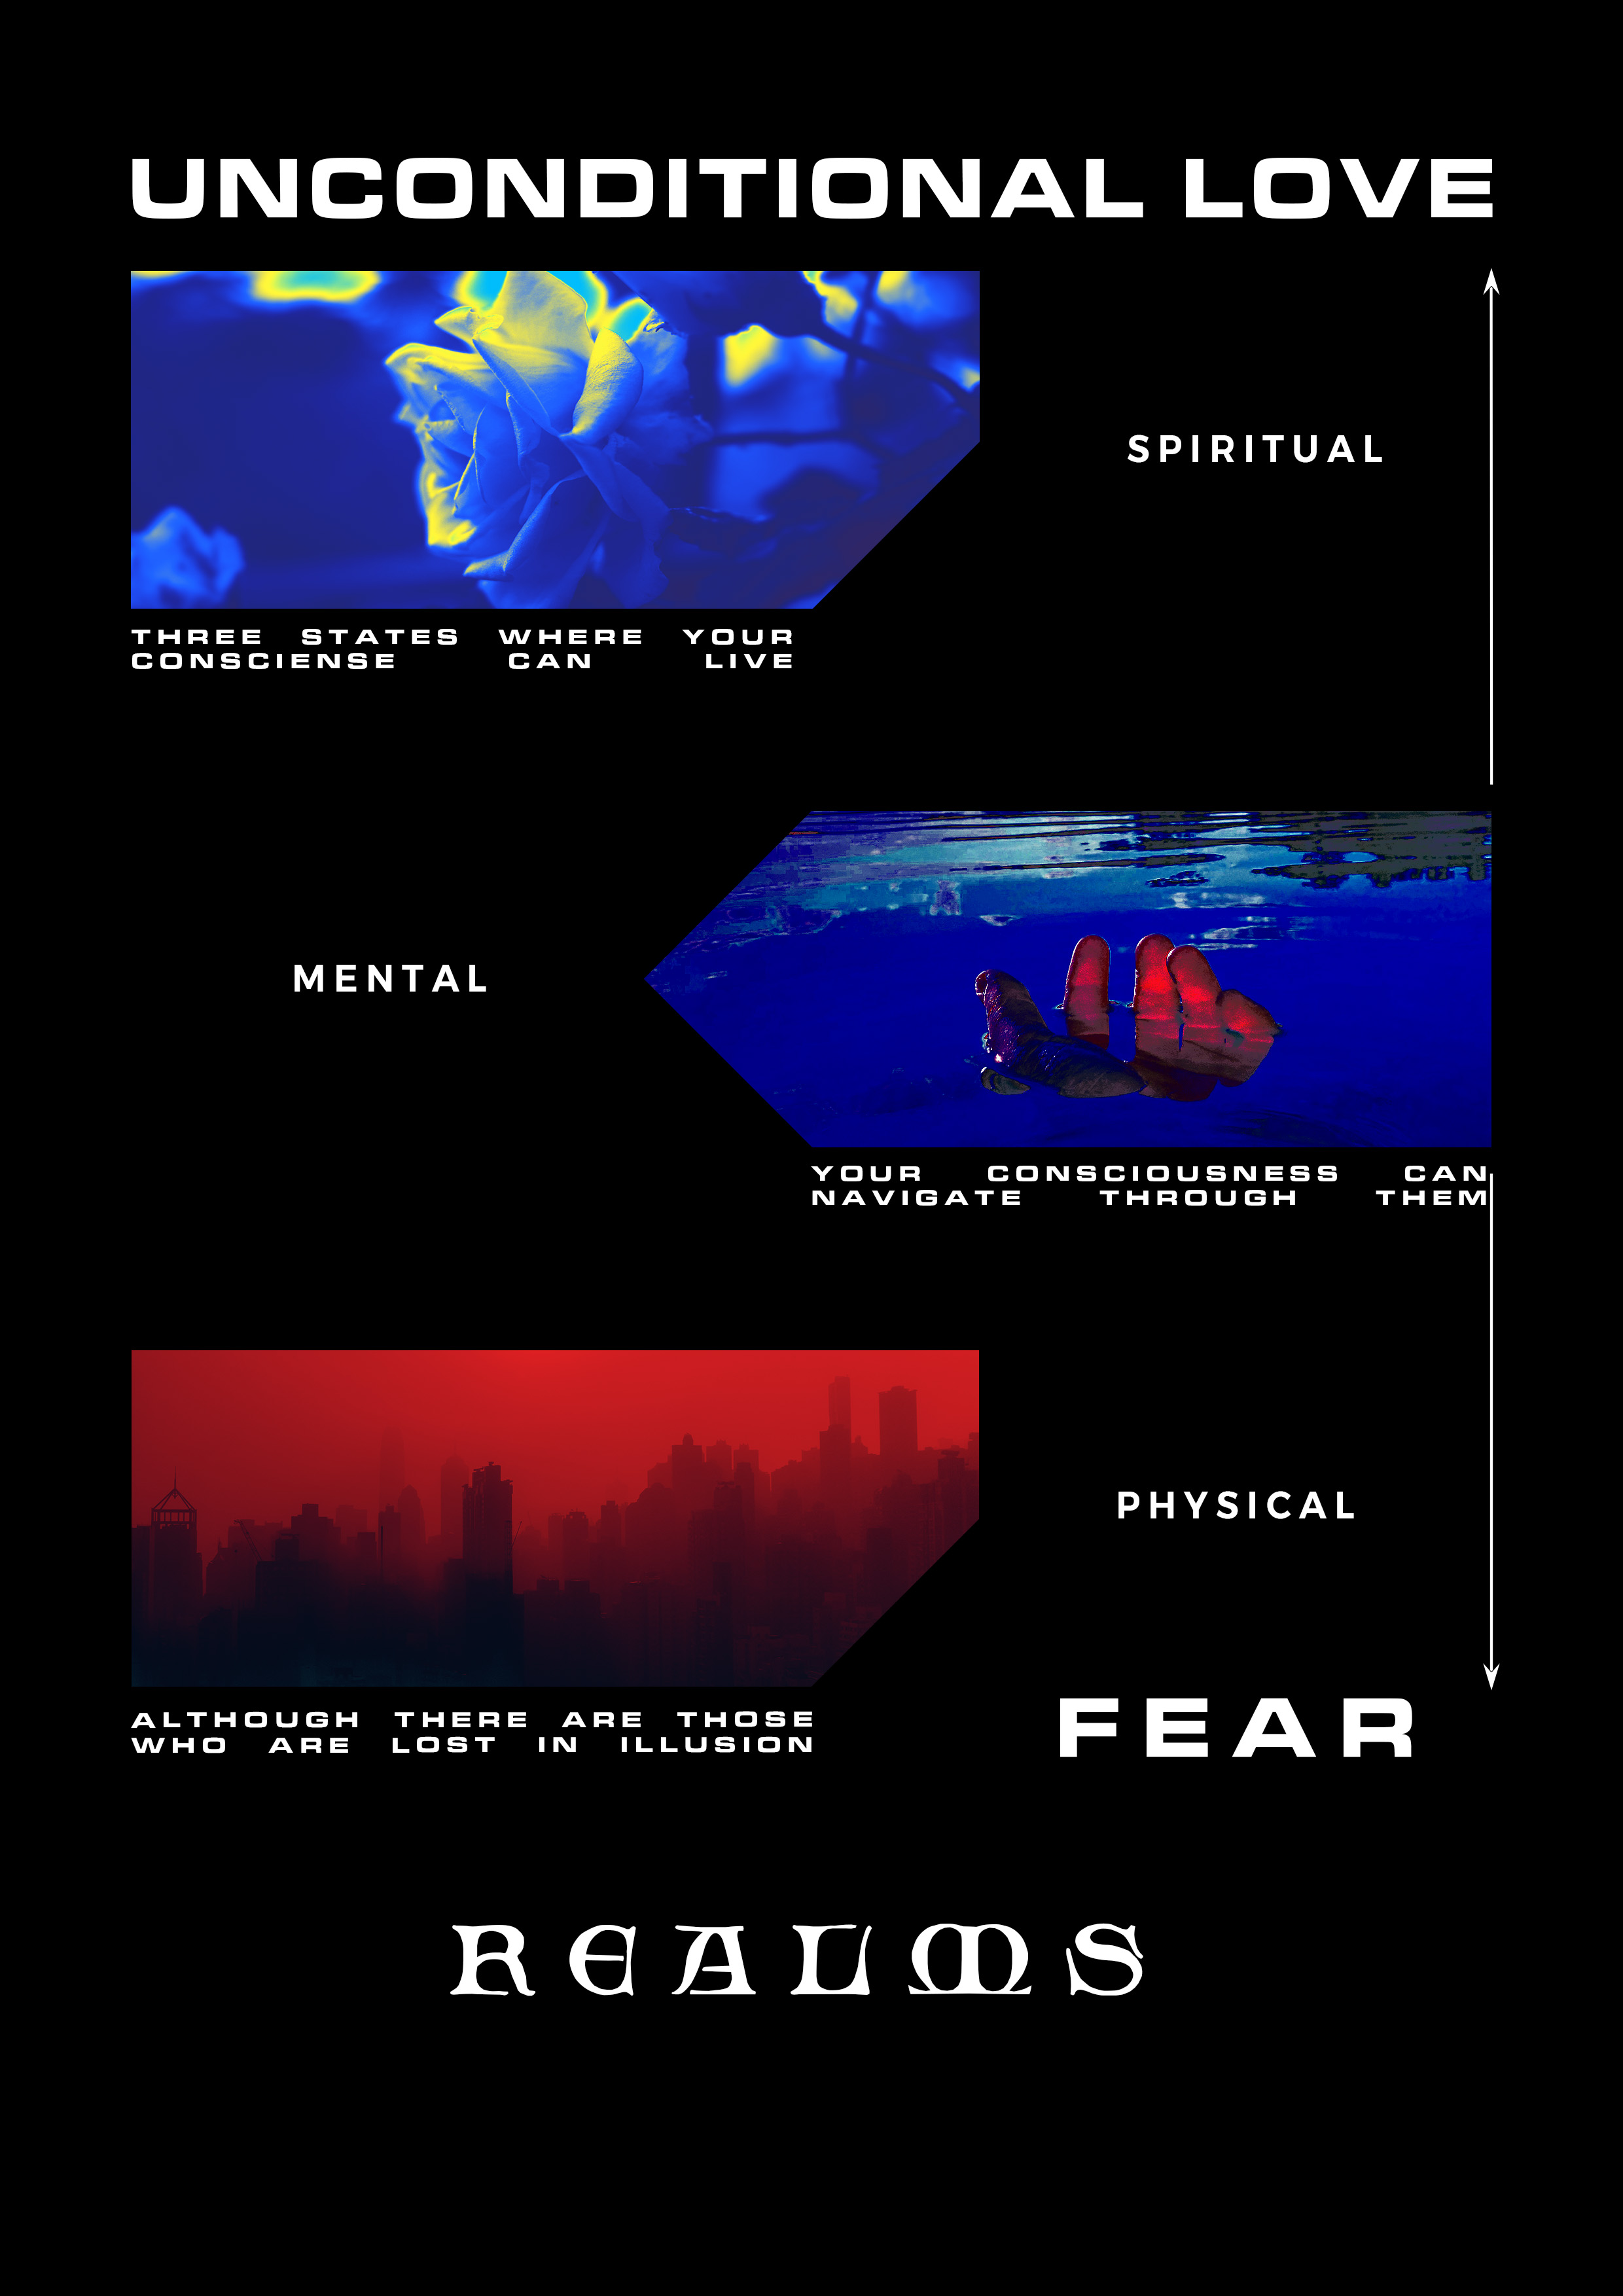 UNCONDITIONAL LOVE
SPIRITUAL
THREE STATES WHERE YOUR
CONSCIENSE CAN LIVE
MENTAL
YOUR CONSCIOUSNESS CAN
NAVIGATE THROUGH THEM
PHYSICAL
ALTHOUGH THERE ARE THOSE
WHO ARE LOST IN ILLUSION
FEAR
REALMS